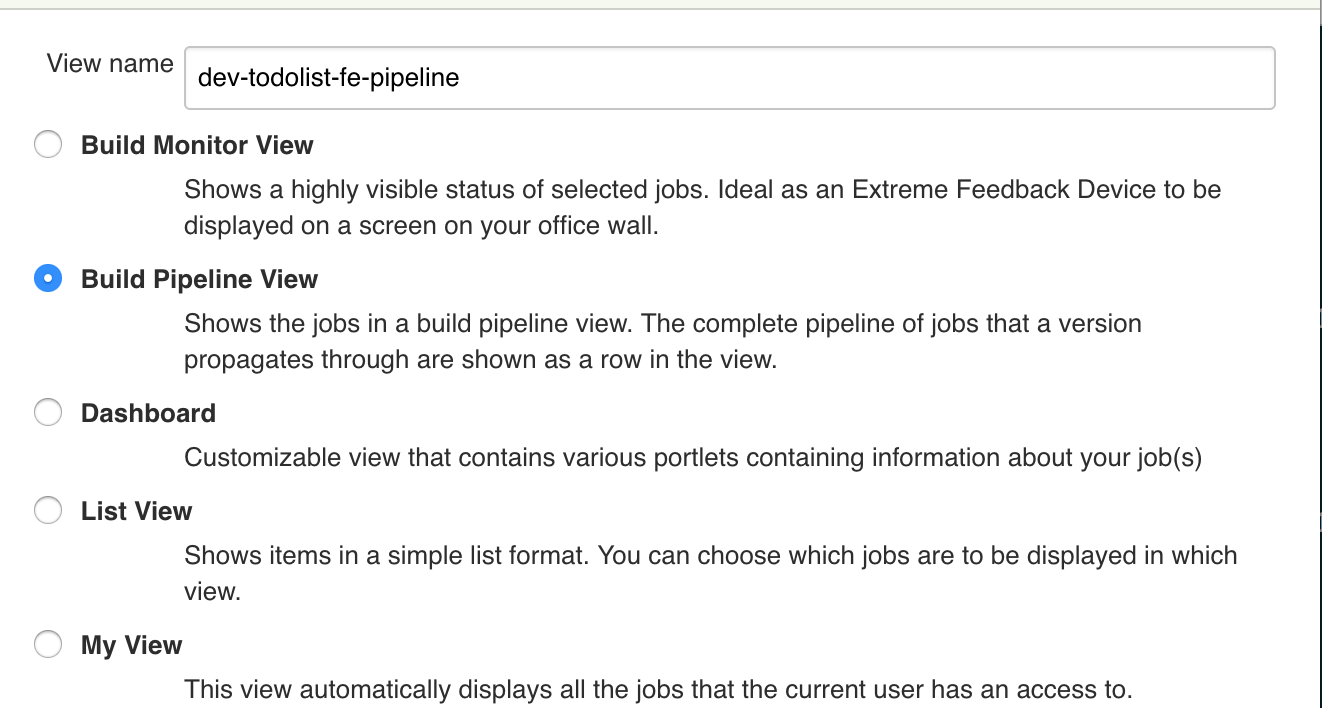 View name
dev-todolist-fe-pipeline
Build Monitor View
Shows a highly visible status of selected jobs. Ideal as an Extreme Feedback Device to be
displayed on a screen on your office wall.
Build Pipeline View
Shows the jobs in a build pipeline view. The complete pipeline of jobs that a version
propagates through are shown as a row in the view.
Dashboard
Customizable view that contains various portlets containing information about your job(s)
List View
Shows items in a simple list format. You can choose which jobs are to be displayed in which
view.
My View
This view automatically displays all the jobs that the current user has an access to.